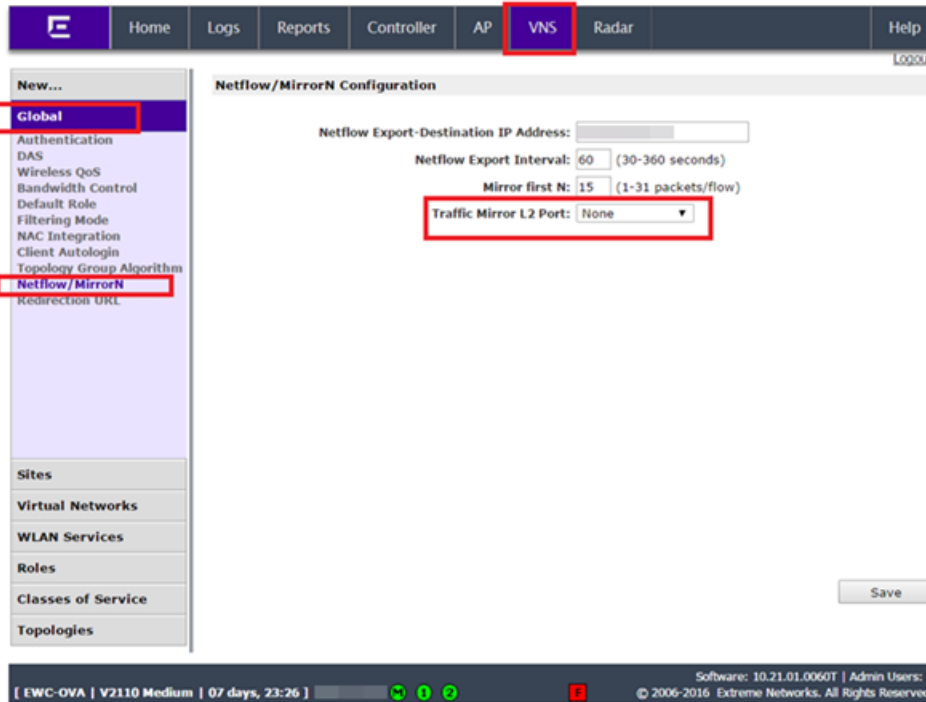 Home Logs Reports Controller AP VNS Radar Help
Logou
New...
Global
Authentication
DAS
Wireless QoS
Bandwidth Control
Default Role
Filtering Mode
NAC Integration
Client Autologin
Topology Group Algorithm
Netflow/MirrorN
Redirection URL
Sites
Virtual Networks
WLAN Services
Roles
Classes of Service
Topologies
Netflow/MirrorN Configuration
Netflow Export-Destination IP Address:
Netflow Export Interval: 60 (30-360 seconds)
Mirror first N: 15 (1-31 packets/flow)
Traffic Mirror L2 Port: None
Save
[ EWC-OVA | V2110 Medium | 07 days, 23:26 ] M 1 2 F
Software: 10.21.01.0060T | Admin Users:
© 2006-2016 Extreme Networks. All Rights Reserved